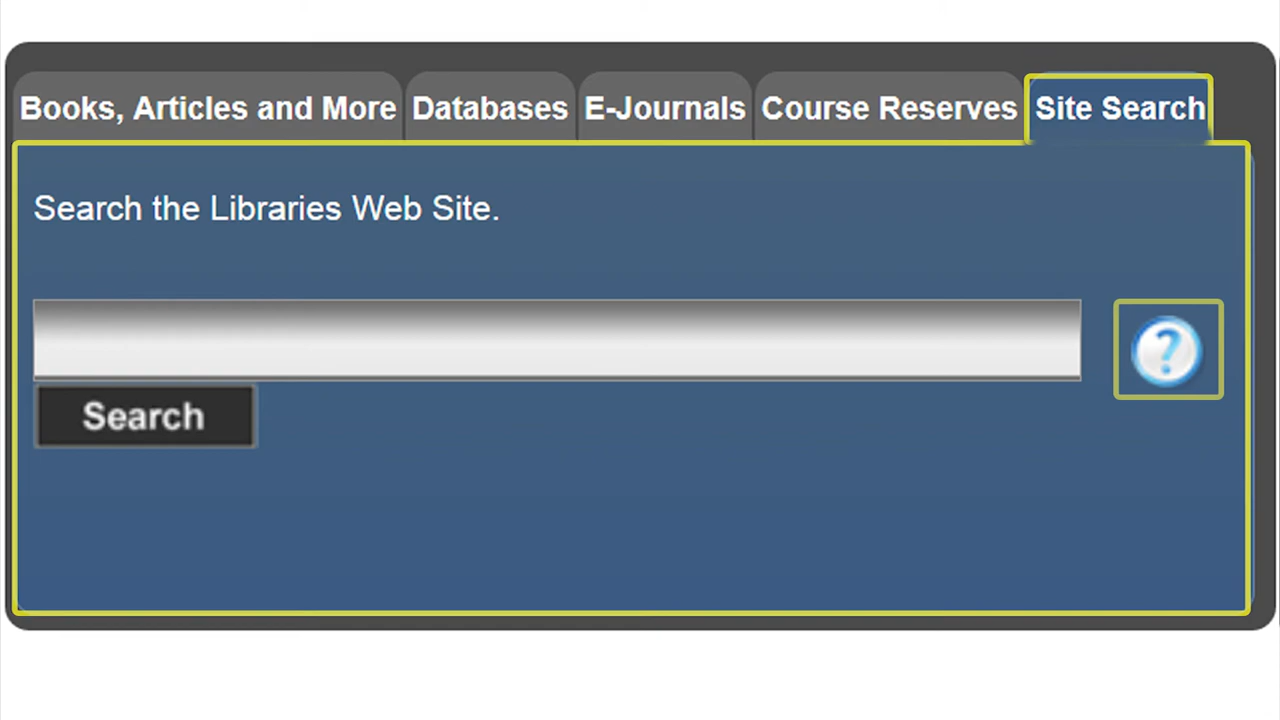 Books, Articles and More Databases E-Journals Course Reserves Site Search
Search the Libraries Web Site.
?
Search